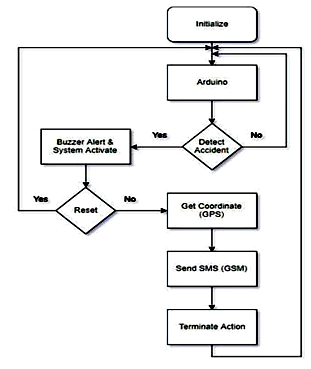 Initialize
Arduino
Yes
Detect
Accident
No
Buzzer Alert &
System Activate
Yes
Reset
No
Get Coordinate
(GPS)
Send SMS (GSM)
Terminate Action